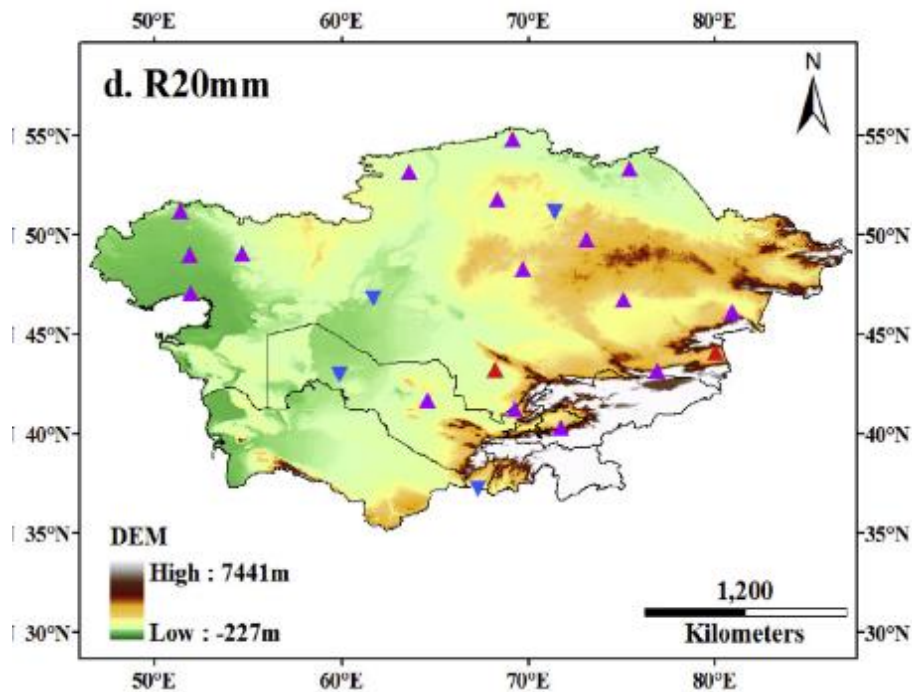 50°E 60°E 70°E 80°E
d. R20mm
N
55°N 55°N
50°N 50°N
45°N 45°N
40°N 40°N
35°N 35°N
30°N 30°N
DEM
High : 7441m
Low : -227m
1,200
Kilometers
50°E 60°E 70°E 80°E